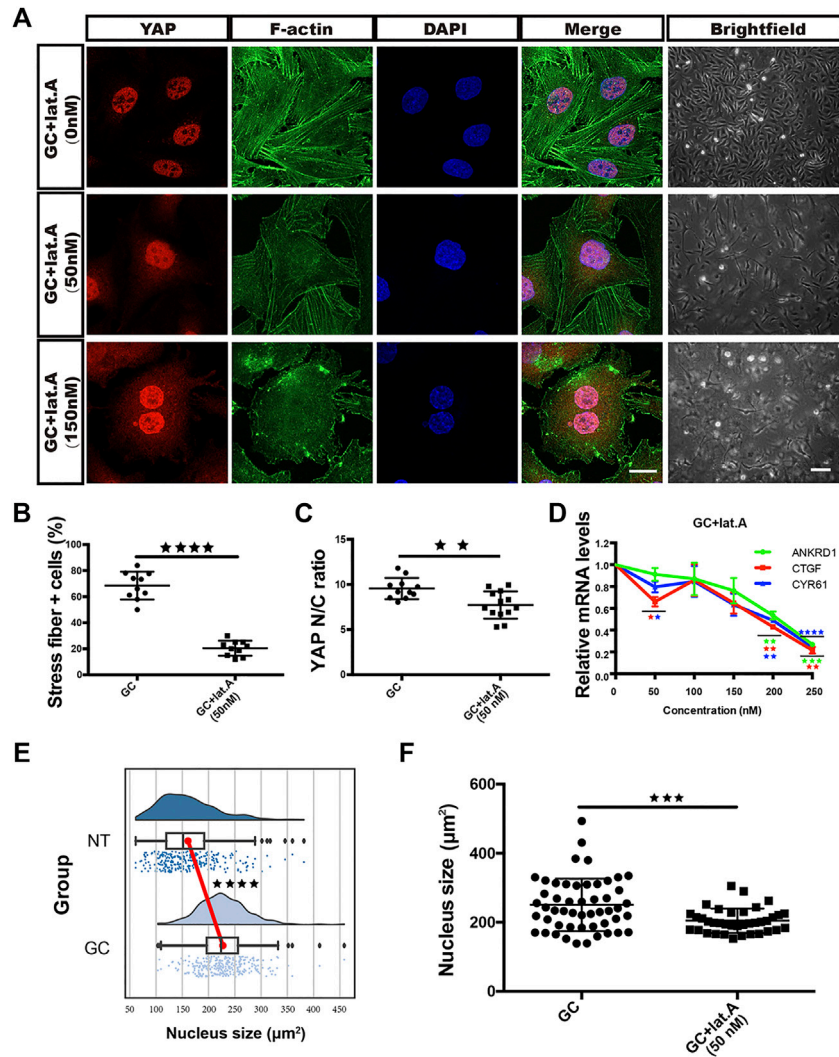 A
YAP
F-actin
DAPI
Merge
Brightfield
GC+lat.A
(0nM)
GC+lat.A
(50nM)
GC+lat.A
(150nM)
B
Stress fiber + cells (%)
100
80
60
40
20
0
★★★★
GC
GC+lat.A
(50nM)
C
YAP N/C ratio
15
10
5
0
★ ★
GC
GC+lat.A
(50 nM)
D
GC+lat.A
Relative mRNA levels
1.0
0.8
0.6
0.4
0.2
0.0
ANKRD1
CTGF
CYR61
★★
★★
★★
★★
★★★★
★★★
★★
0
50
100
150
200
250
Concentration (nM)
E
Group
NT
GC
★★★★
50
100
150
200
250
300
350
400
450
Nucleus size (µm²)
F
Nucleus size (µm²)
600
400
200
0
★★★
GC
GC+lat.A
(50 nM)